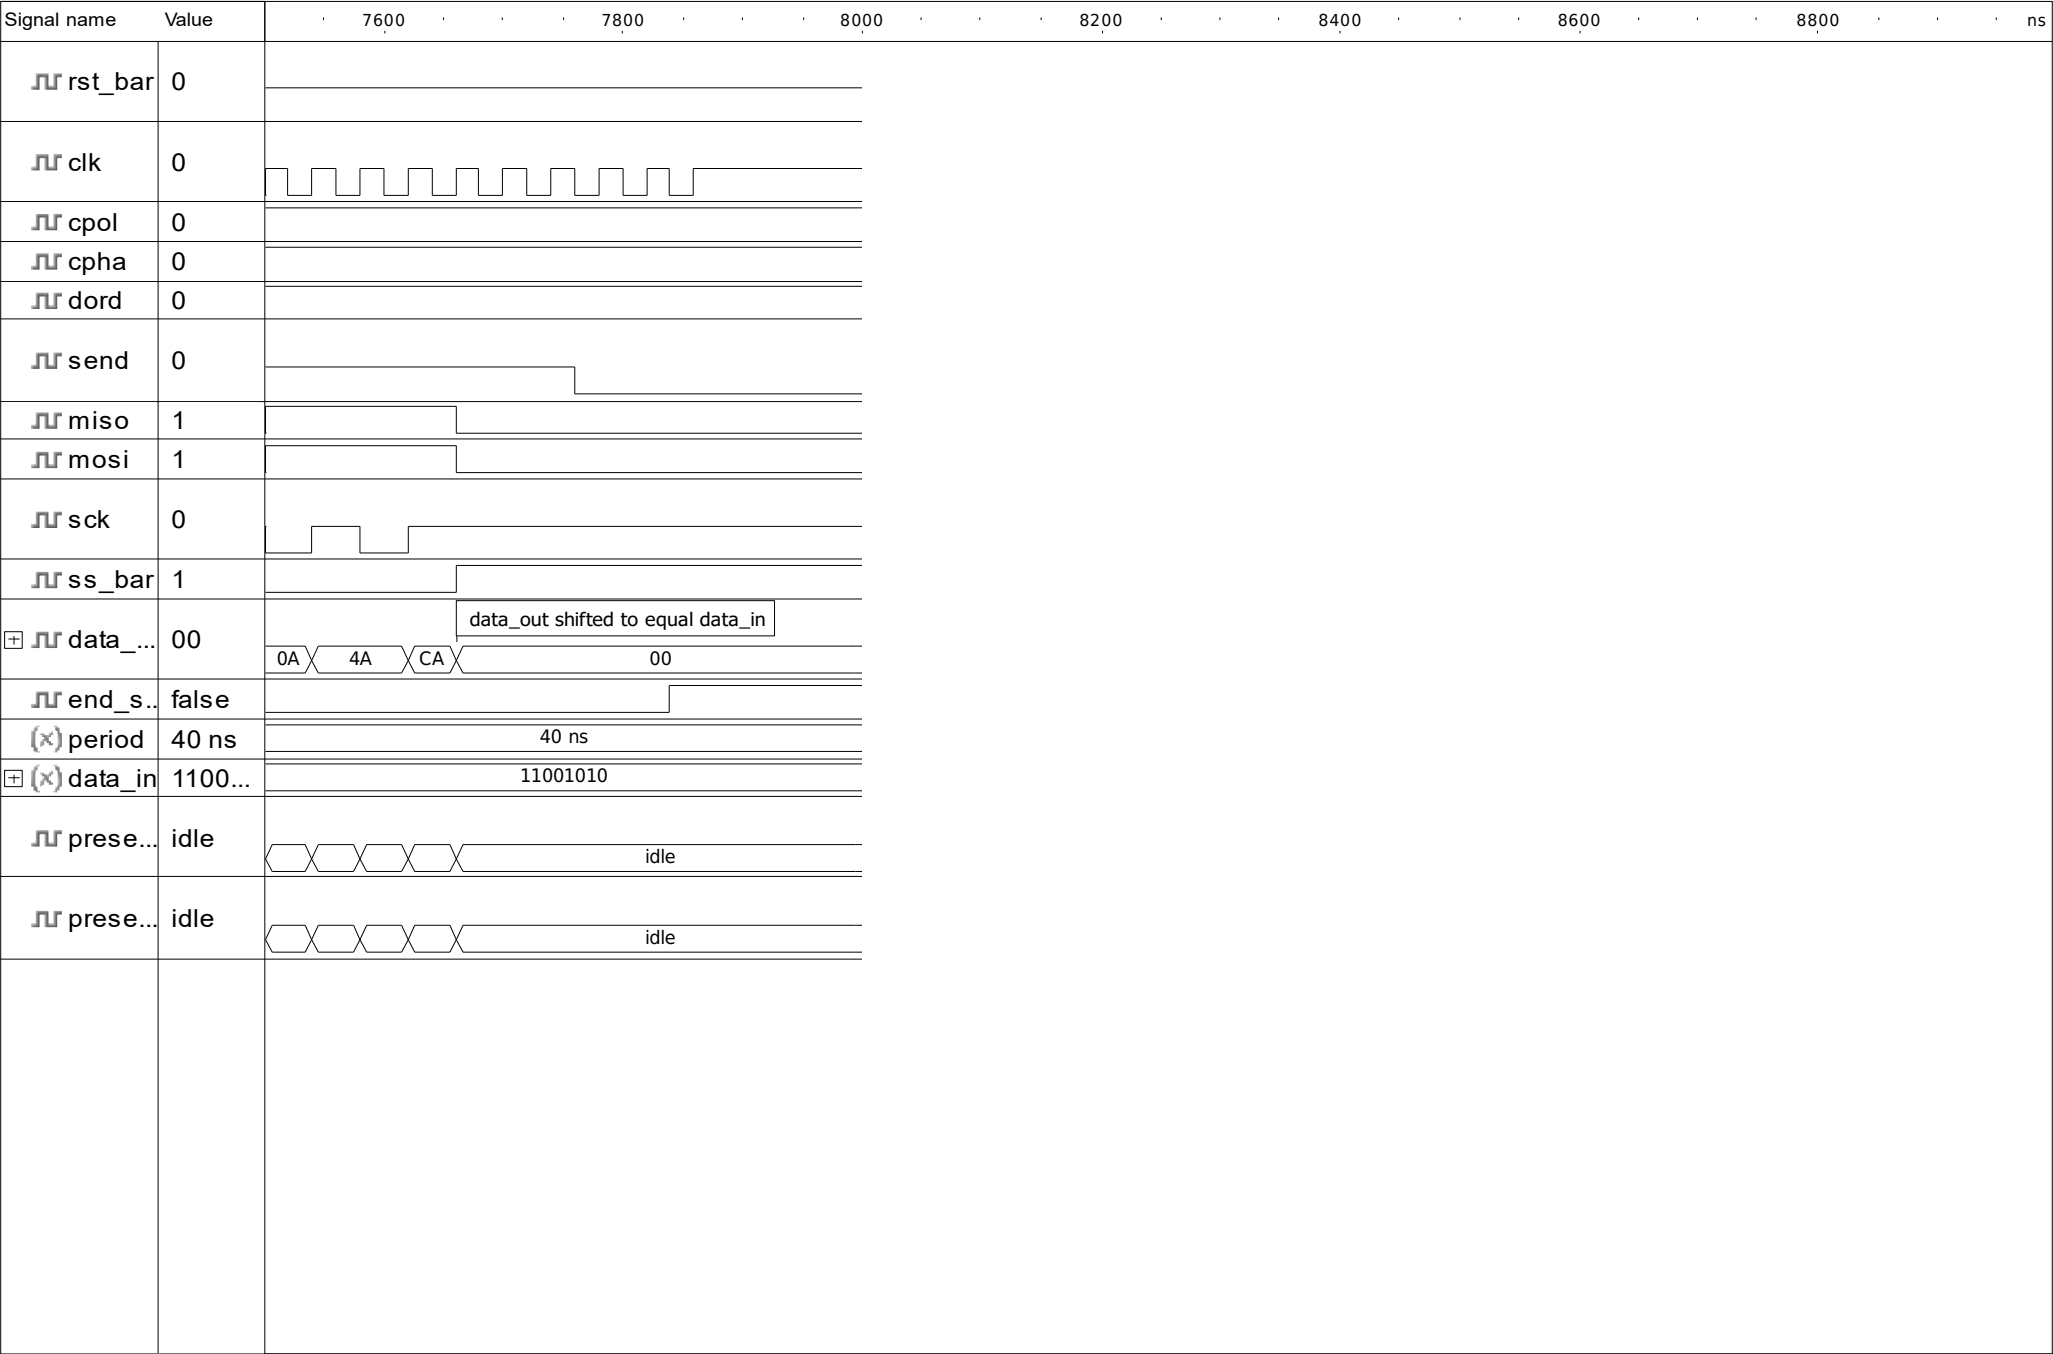 Signal name Value 7600 7800 8000 8200 8400 8600 8800 ns
rst_bar 0
clk 0
cpol 0
cpha 0
dord 0
send 0
miso 1
mosi 1
sck 0
ss_bar 1
data_out shifted to equal data_in
data_... 00 0A 4A CA 00
end_s.. false
period 40 ns 40 ns
data_in 1100... 11001010
prese... idle idle
prese... idle idle